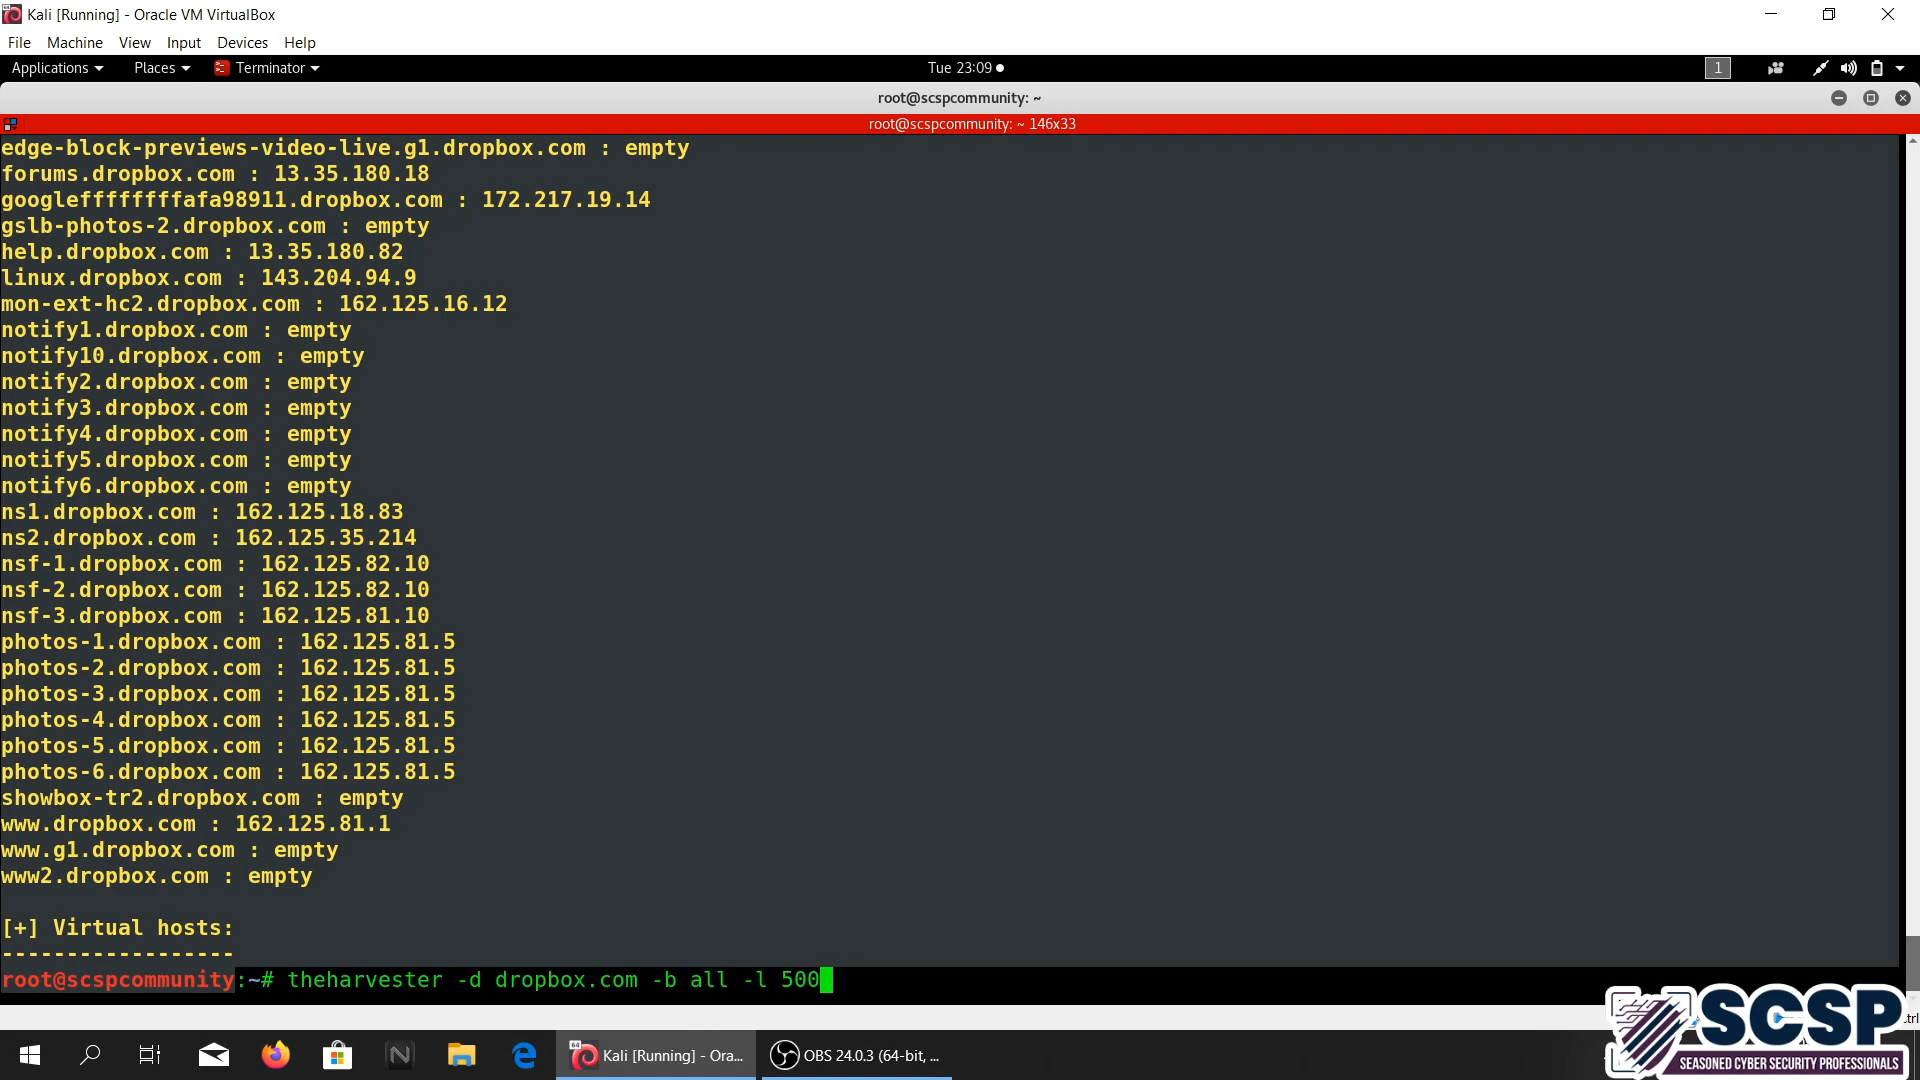 Kali [Running] - Oracle VM VirtualBox
File Machine View Input Devices Help
Applications Places Terminator Tue 23:09 1
root@scspcommunity: ~
root@scspcommunity: ~ 146x33
edge-block-previews-video-live.g1.dropbox.com : empty
forums.dropbox.com : 13.35.180.18
googleffffffffafa98911.dropbox.com : 172.217.19.14
gslb-photos-2.dropbox.com : empty
help.dropbox.com : 13.35.180.82
linux.dropbox.com : 143.204.94.9
mon-ext-hc2.dropbox.com : 162.125.16.12
notify1.dropbox.com : empty
notify10.dropbox.com : empty
notify2.dropbox.com : empty
notify3.dropbox.com : empty
notify4.dropbox.com : empty
notify5.dropbox.com : empty
notify6.dropbox.com : empty
ns1.dropbox.com : 162.125.18.83
ns2.dropbox.com : 162.125.35.214
nsf-1.dropbox.com : 162.125.82.10
nsf-2.dropbox.com : 162.125.82.10
nsf-3.dropbox.com : 162.125.81.10
photos-1.dropbox.com : 162.125.81.5
photos-2.dropbox.com : 162.125.81.5
photos-3.dropbox.com : 162.125.81.5
photos-4.dropbox.com : 162.125.81.5
photos-5.dropbox.com : 162.125.81.5
photos-6.dropbox.com : 162.125.81.5
showbox-tr2.dropbox.com : empty
www.dropbox.com : 162.125.81.1
www.g1.dropbox.com : empty
www2.dropbox.com : empty
[+] Virtual hosts:
------------------
root@scspcommunity:~# theharvester -d dropbox.com -b all -l 500
SCSP
SEASONED CYBER SECURITY PROFESSIONALS
Kali [Running] - Ora... OBS 24.0.3 (64-bit, ...